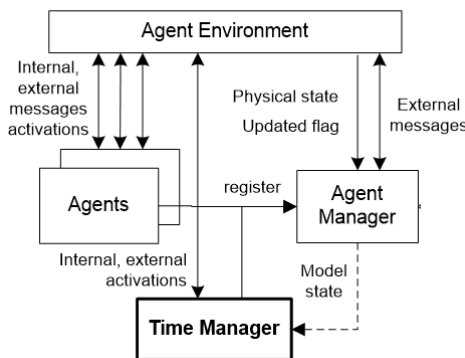 Agent Environment
Internal,
external
messages
activations
Physical state
Updated flag
External
messages
Agents
register
Agent
Manager
Internal, external
activations
Model
state
Time Manager